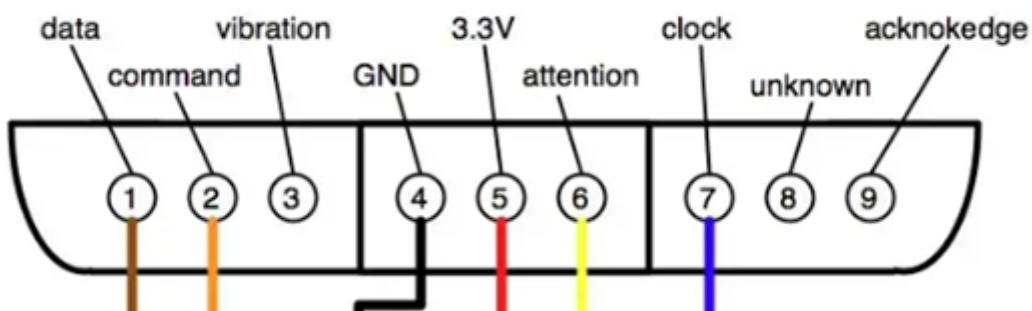 data vibration 3.3V clock acknokedge
command GND attention unknown
1 2 3 4 5 6 7 8 9